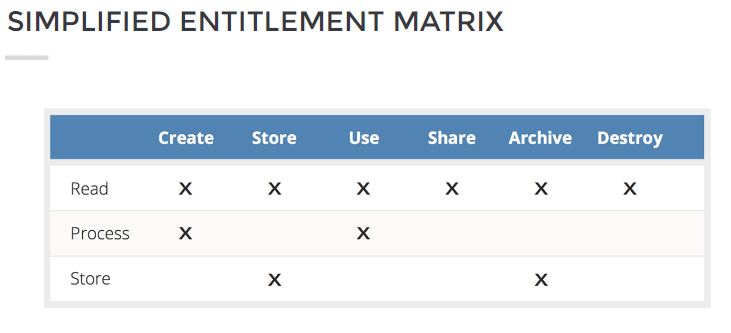 SIMPLIFIED ENTITLEMENT MATRIX
Create Store Use Share Archive Destroy
Read X X X X X X
Process X X
Store X X